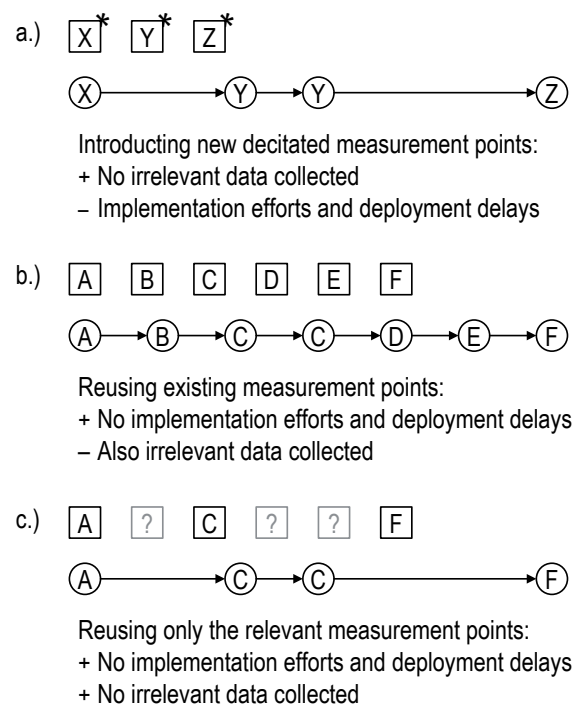 a.) X* Y* Z*
X Y Y Z
Introducting new decitated measurement points:
+ No irrelevant data collected
– Implementation efforts and deployment delays
b.) A B C D E F
A B C C D E F
Reusing existing measurement points:
+ No implementation efforts and deployment delays
– Also irrelevant data collected
c.) A ? C ? ? F
A C C F
Reusing only the relevant measurement points:
+ No implementation efforts and deployment delays
+ No irrelevant data collected